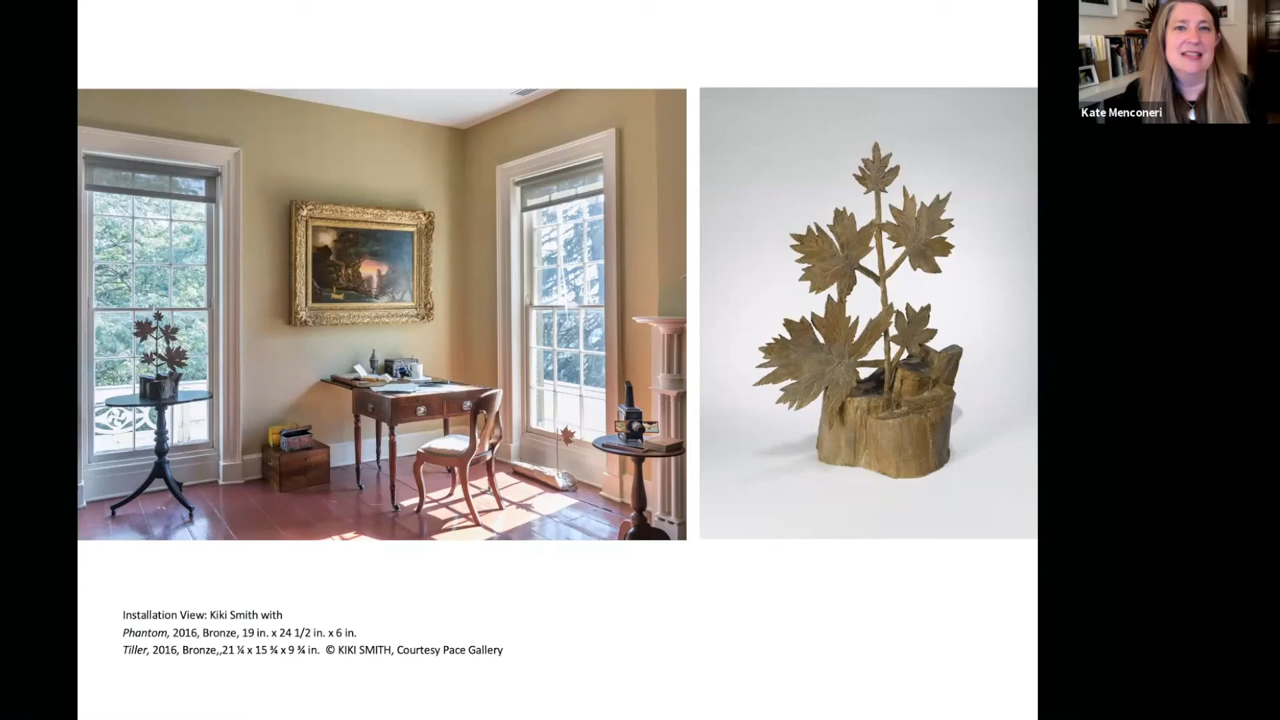 Kate Menconeri
Installation View: Kiki Smith with
Phantom, 2016, Bronze, 19 in. x 24 1/2 in. x 6 in.
Tiller, 2016, Bronze,,21 ¼ x 15 ¾ x 9 ¾ in. © KIKI SMITH, Courtesy Pace Gallery